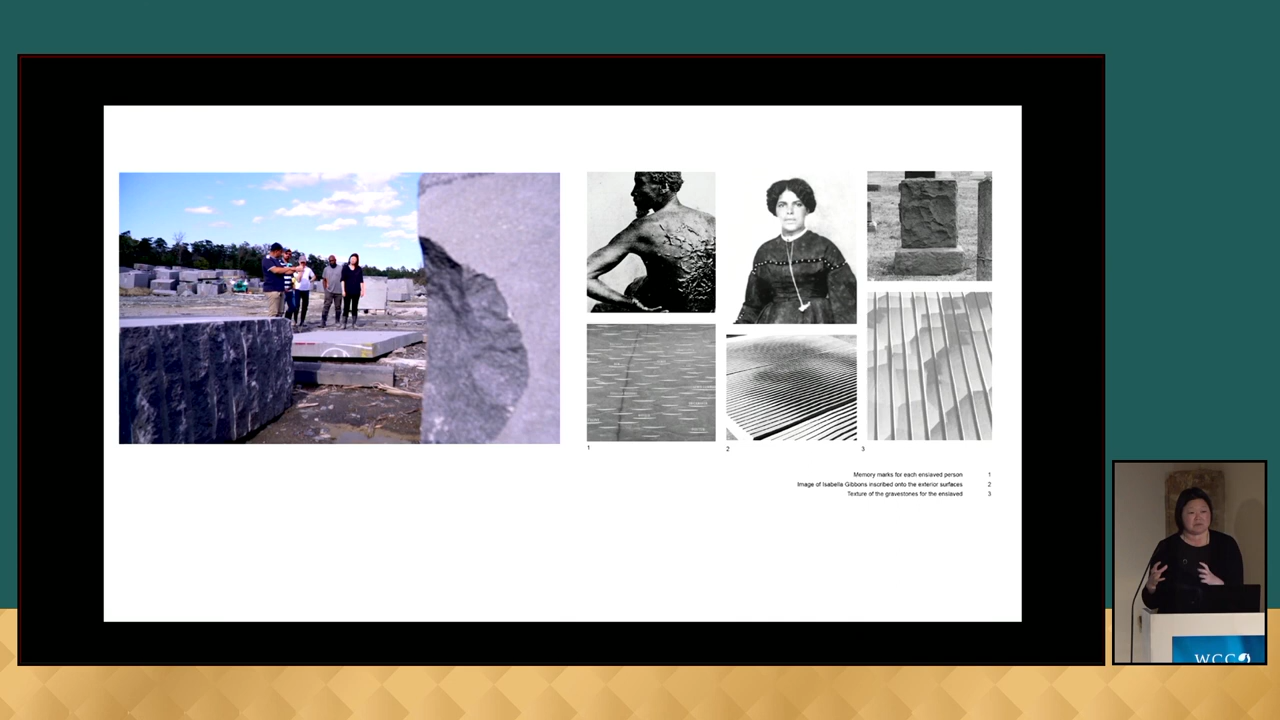 1
2
3
Memory marks for each enslaved person 1
Image of Isabella Gibbons inscribed onto the exterior surfaces 2
Texture of the gravestones for the enslaved 3
WCC